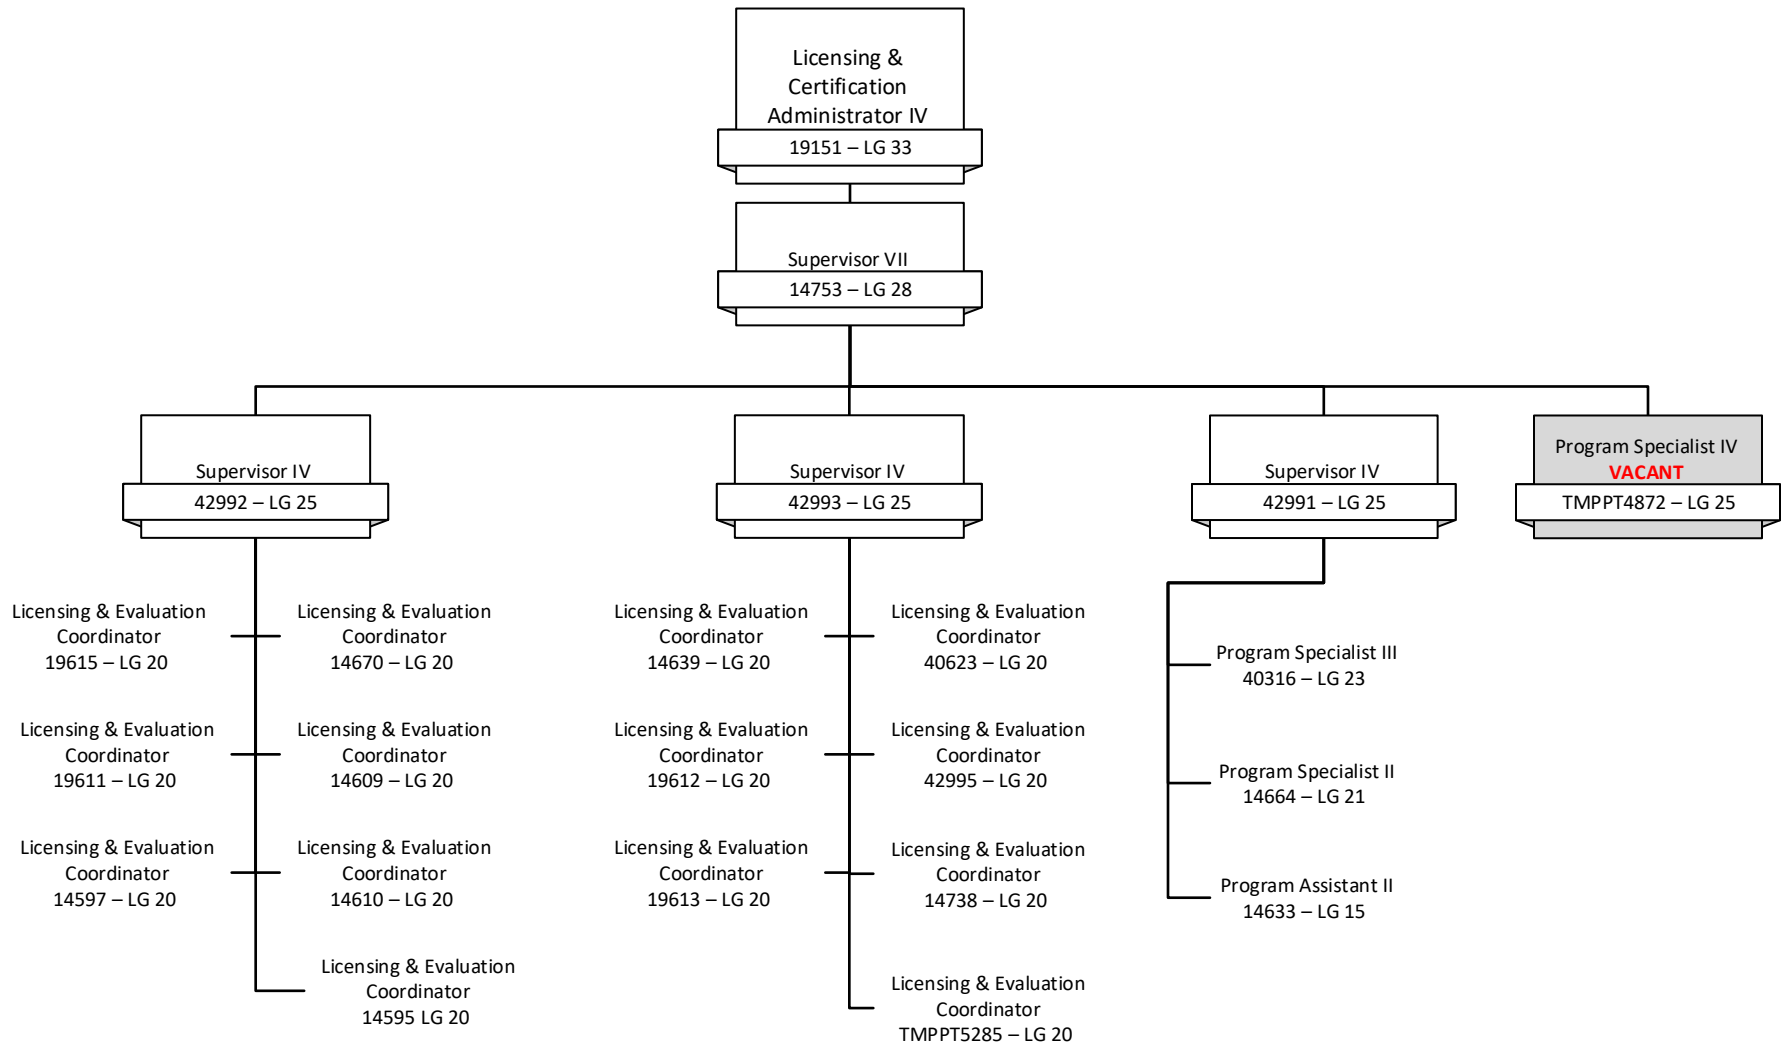 Licensing &
Certification
Administrator IV
19151 – LG 33
Supervisor VII
14753 – LG 28
Supervisor IV
42992 – LG 25
Supervisor IV
42993 – LG 25
Supervisor IV
42991 – LG 25
Program Specialist IV
VACANT
TMPPT4872 – LG 25
Licensing & Evaluation
Coordinator
19615 – LG 20
Licensing & Evaluation
Coordinator
14670 – LG 20
Licensing & Evaluation
Coordinator
19611 – LG 20
Licensing & Evaluation
Coordinator
14609 – LG 20
Licensing & Evaluation
Coordinator
14597 – LG 20
Licensing & Evaluation
Coordinator
14610 – LG 20
Licensing & Evaluation
Coordinator
14595 LG 20
Licensing & Evaluation
Coordinator
14639 – LG 20
Licensing & Evaluation
Coordinator
40623 – LG 20
Licensing & Evaluation
Coordinator
19612 – LG 20
Licensing & Evaluation
Coordinator
42995 – LG 20
Licensing & Evaluation
Coordinator
19613 – LG 20
Licensing & Evaluation
Coordinator
14738 – LG 20
Licensing & Evaluation
Coordinator
TMPPT5285 – LG 20
Program Specialist III
40316 – LG 23
Program Specialist II
14664 – LG 21
Program Assistant II
14633 – LG 15